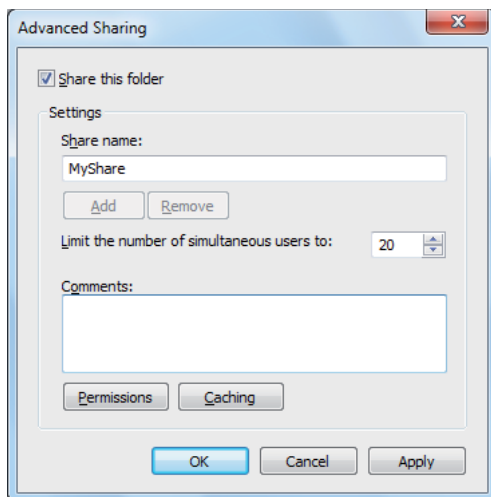 Advanced Sharing
Share this folder
Settings
Share name:
MyShare
Add Remove
Limit the number of simultaneous users to: 20
Comments:
Permissions Caching
OK Cancel Apply